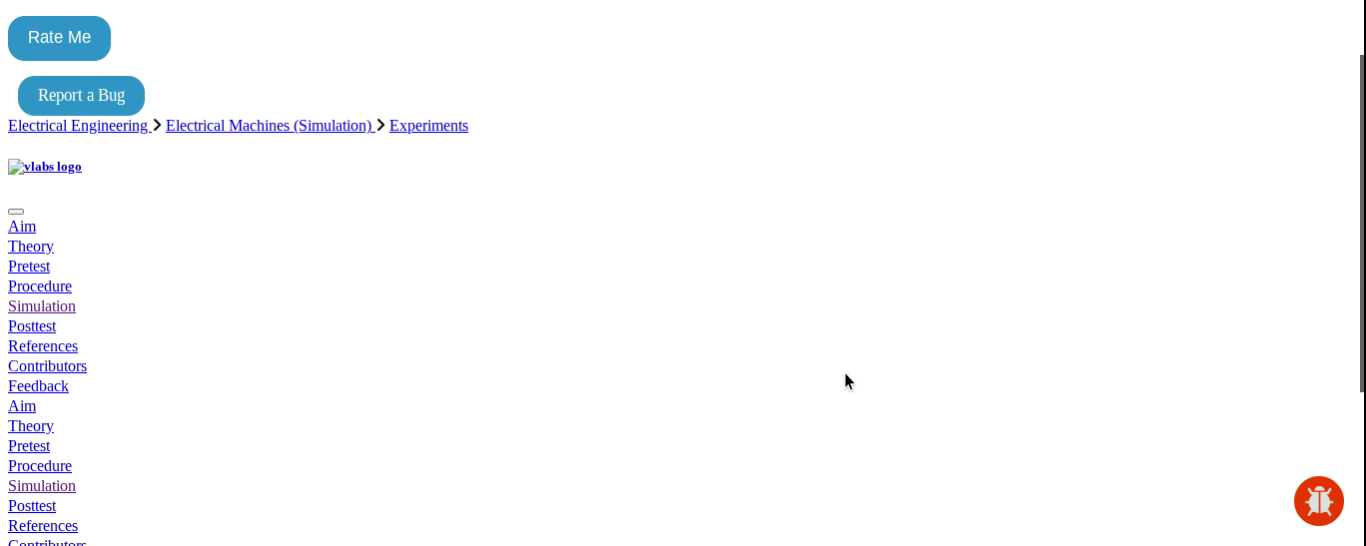 Rate Me
Report a Bug
Electrical Engineering Electrical Machines (Simulation) Experiments
vlabs logo
Aim
Theory
Pretest
Procedure
Simulation
Posttest
References
Contributors
Feedback
Aim
Theory
Pretest
Procedure
Simulation
Posttest
References
Contributors